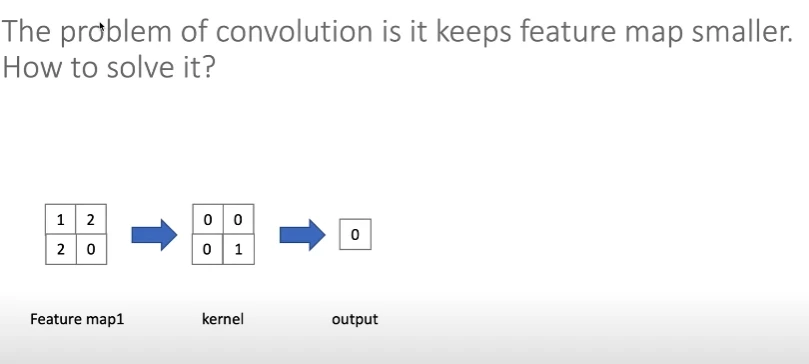 The problem of convolution is it keeps feature map smaller.
How to solve it?
1 2
2 0
0 0
0 1
0
Feature map1
kernel
output